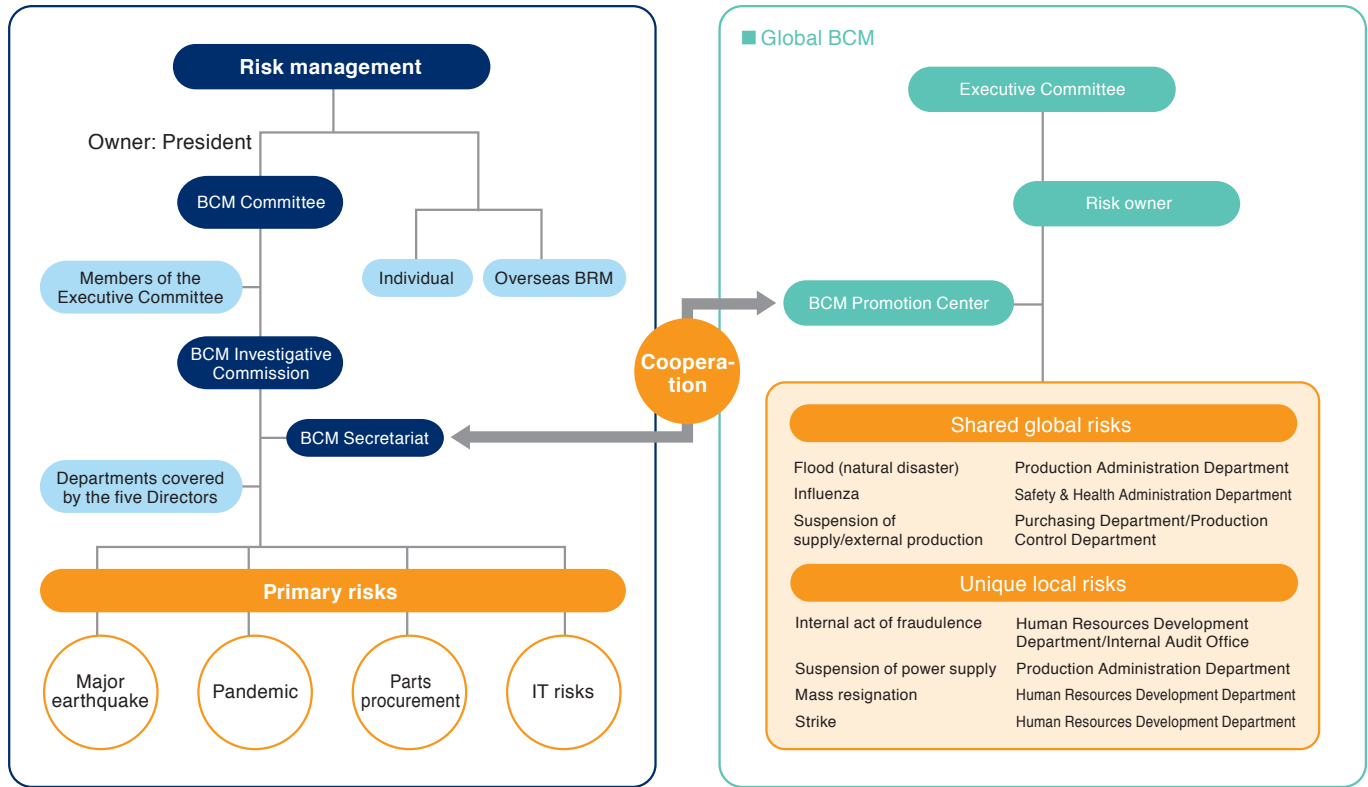 Risk management
Owner: President
BCM Committee
Members of the
Executive Committee
Individual
Overseas BRM
BCM Investigative
Commission
BCM Secretariat
Departments covered
by the five Directors
Primary risks
Major
earthquake
Pandemic
Parts
procurement
IT risks
Coopera-
tion
■ Global BCM
Executive Committee
Risk owner
BCM Promotion Center
Shared global risks
Flood (natural disaster)
Production Administration Department
Influenza
Safety & Health Administration Department
Suspension of
supply/external production
Purchasing Department/Production
Control Department
Unique local risks
Internal act of fraudulence
Human Resources Development
Department/Internal Audit Office
Suspension of power supply
Production Administration Department
Mass resignation
Human Resources Development Department
Strike
Human Resources Development Department